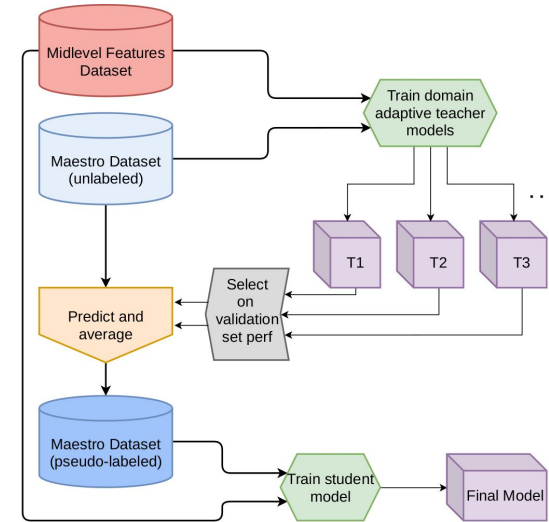 Midlevel Features
Dataset
Train domain
adaptive teacher
models
Maestro Dataset
(unlabeled)
. .
T1
T2
T3
Select
on
validation
set perf
Predict and
average
Maestro Dataset
(pseudo-labeled)
Train student
model
Final Model